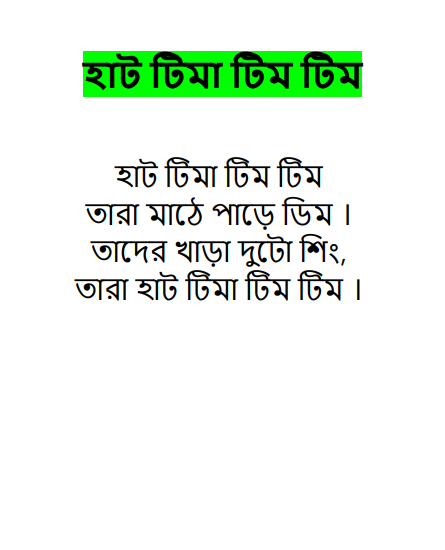 হাট টিমা টিম টিম
হাট টিমা টিম টিম
তারা মাঠে পাড়ে ডিম ।
তাদের খাড়া দুটো শিং,
তারা হাট টিমা টিম টিম ।